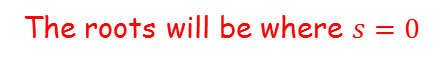 The roots will be where s = 0